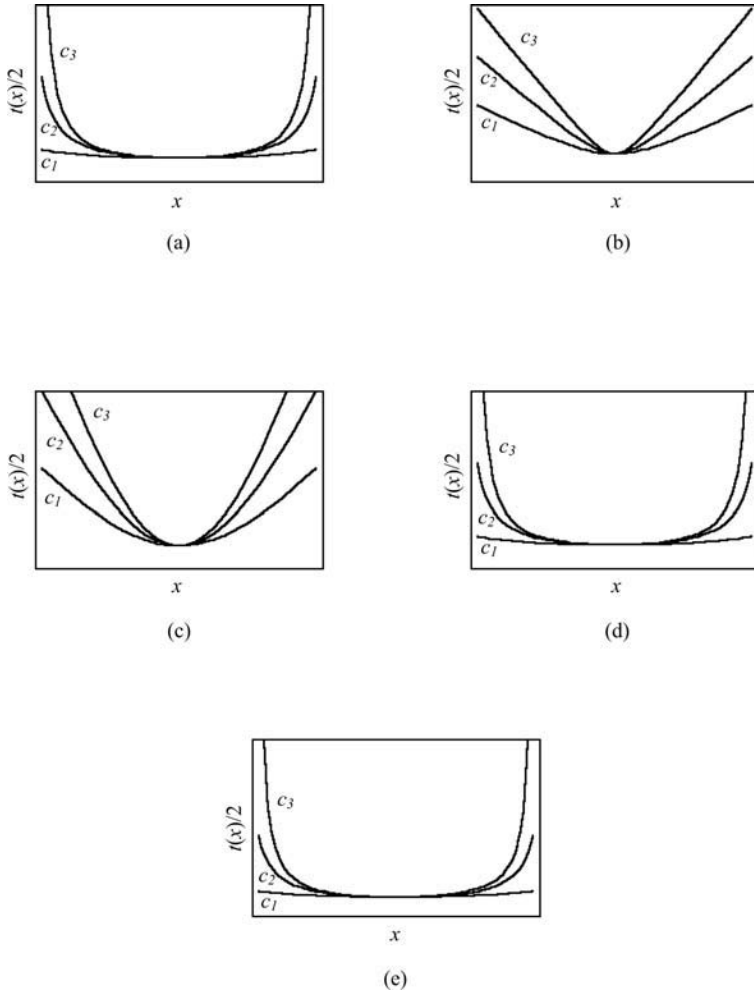 c3
c2
c1
t(x)/2
x
(a)
c3
c2
c1
t(x)/2
x
(b)
c3
c2
c1
t(x)/2
x
(c)
c3
c2
c1
t(x)/2
x
(d)
c3
c2
c1
t(x)/2
x
(e)